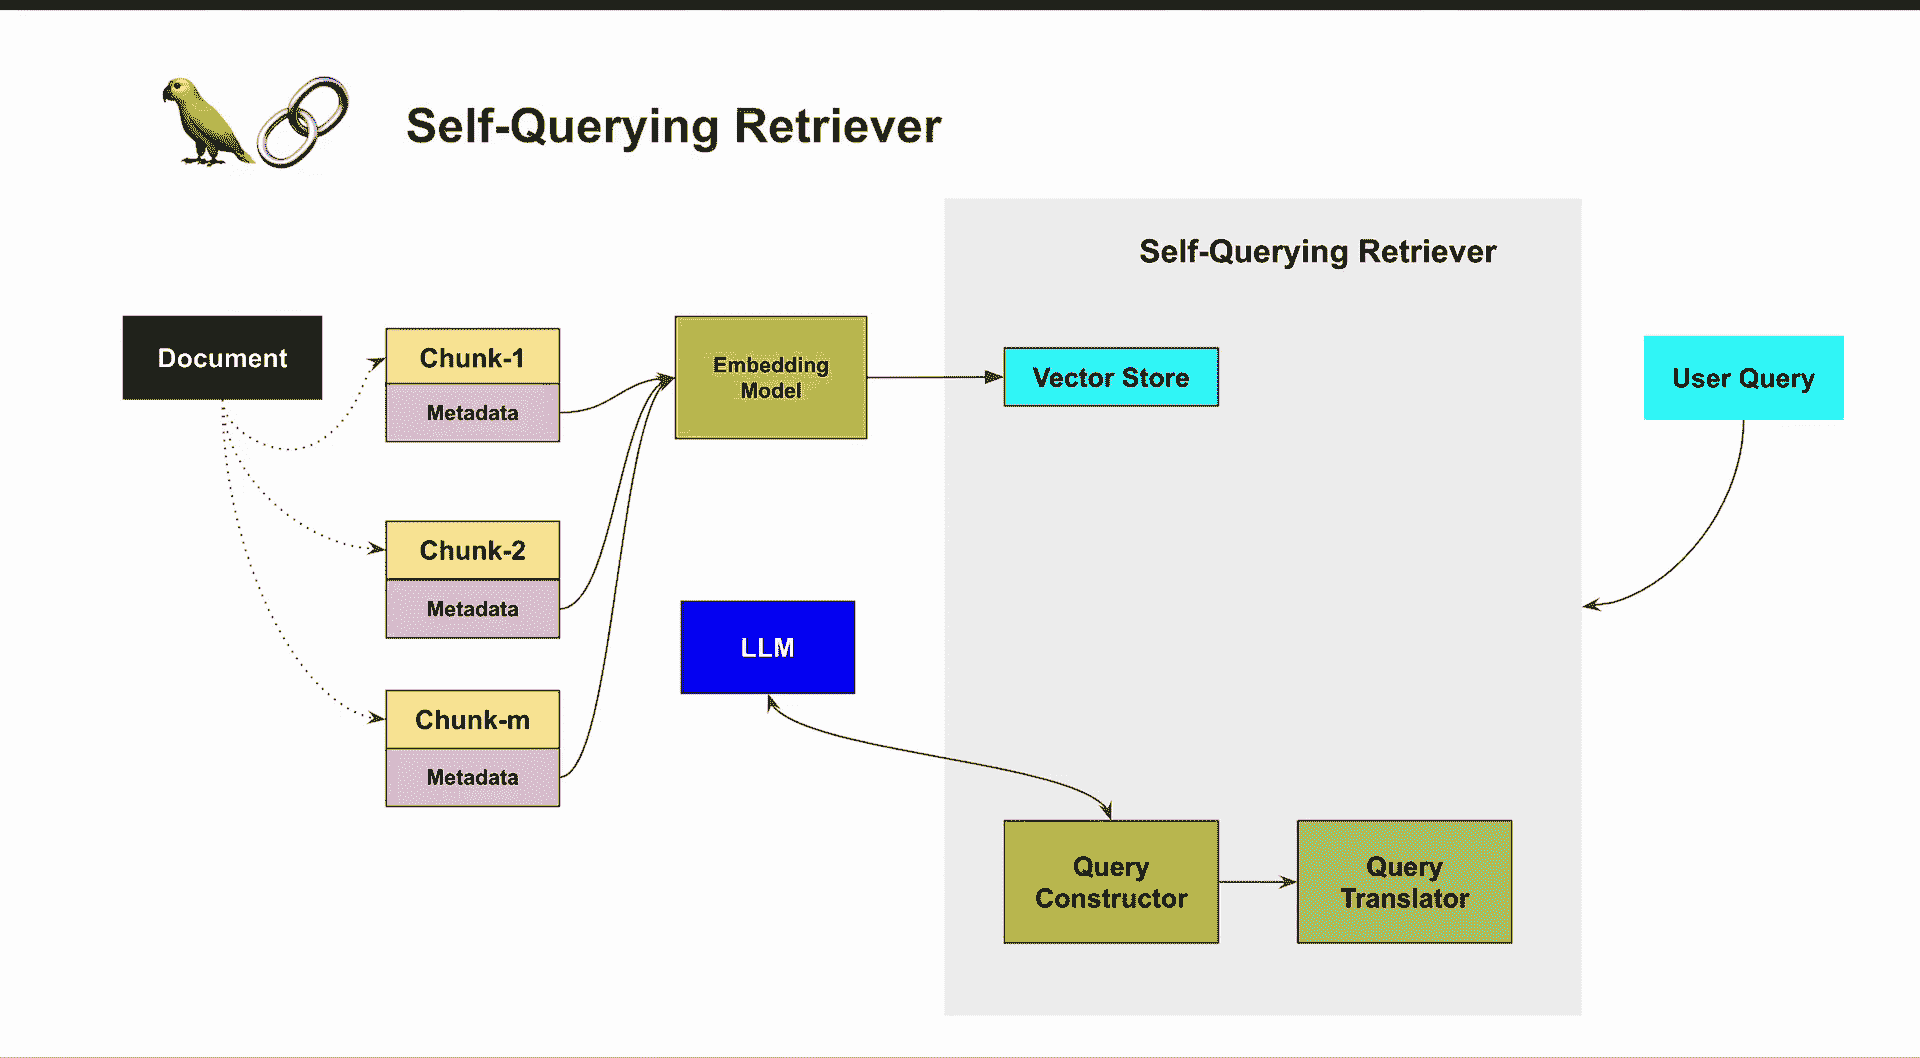 Self-Querying Retriever
Self-Querying Retriever
Document
Chunk-1
Metadata
Chunk-2
Metadata
Chunk-m
Metadata
Embedding
Model
LLM
Vector Store
Query
Constructor
Query
Translator
User Query